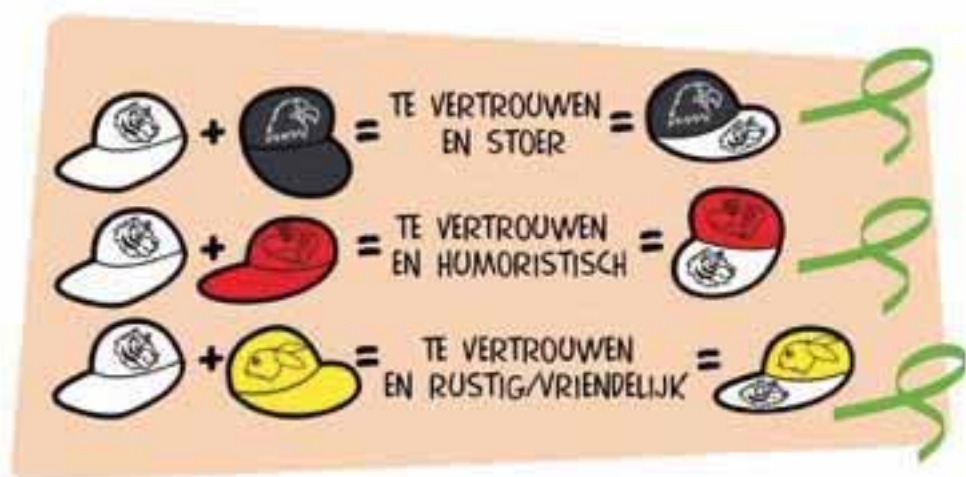 + = TE VERTROUWEN =
EN STOER
+ = TE VERTROUWEN =
EN HUMORISTISCH
+ = TE VERTROUWEN =
EN RUSTIG/VRIENDELIJK